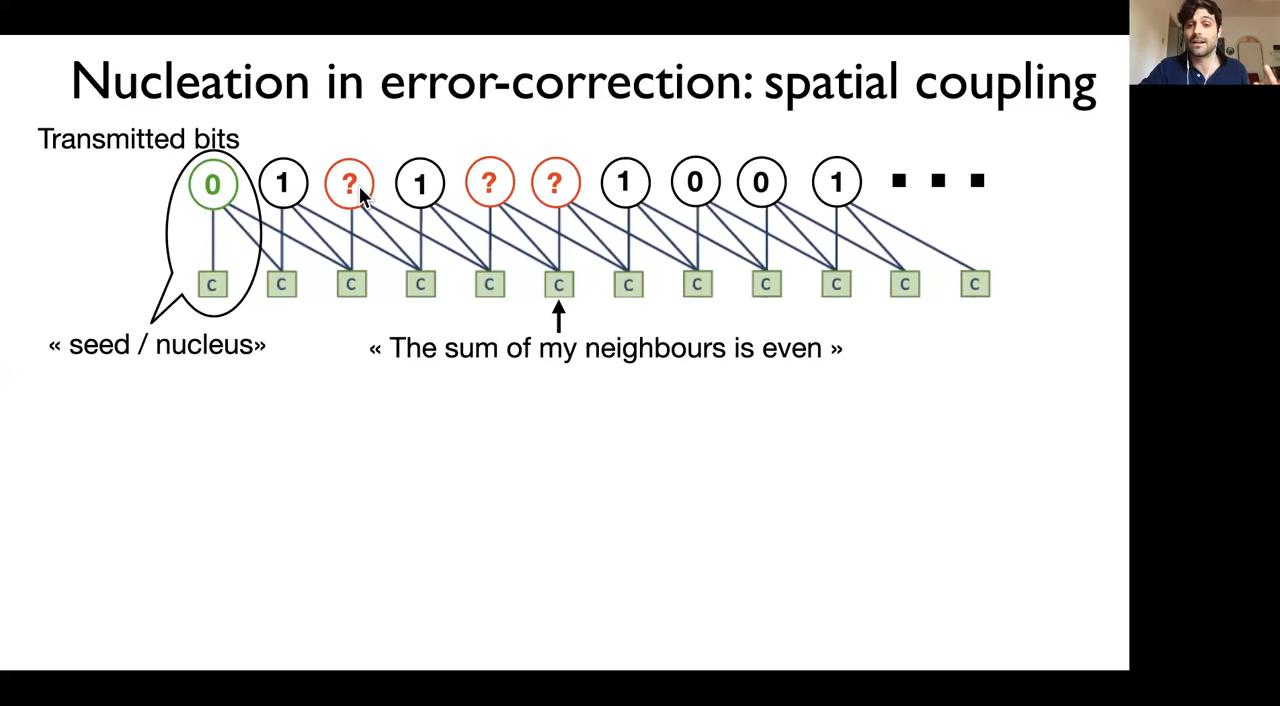 Nucleation in error-correction: spatial coupling
Transmitted bits
0 1 ? 1 ? ? 1 0 0 1
C C C C C C C C C C C C
« seed / nucleus»
« The sum of my neighbours is even »